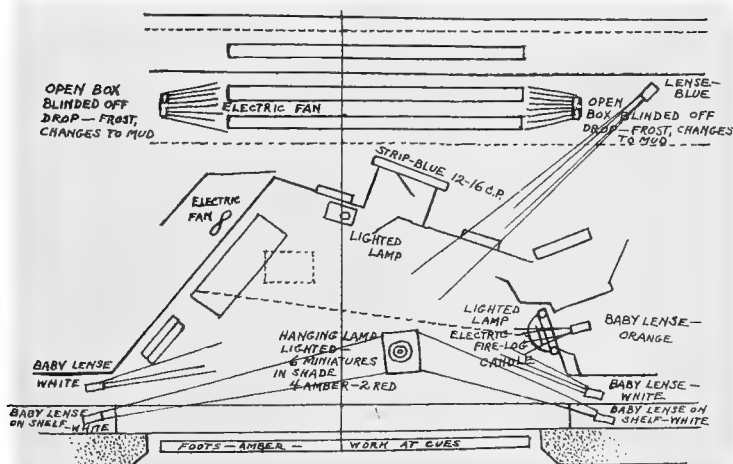 OPEN BOX
BLINDED OFF
DROP — FROST,
CHANGES TO MUD
ELECTRIC FAN
OPEN
BOX BLINDED OFF
DROP — FROST, CHANGES
TO MUD
LENSE—
BLUE
STRIP-BLUE 12-16 C.P.
ELECTRIC
FAN
LIGHTED
LAMP
HANGING LAMP
LIGHTED—
6 MINIATURES
IN SHADE
4 AMBER—2 RED
LIGHTED
LAMP
ELECTRIC
FIRE-LOG
CANDLE
BABY LENSE—
ORANGE
BABY LENSE
WHITE
BABY LENSE
ON SHELF—WHITE
BABY LENSE—
WHITE
BABY LENSE ON
SHELF—WHITE
FOOTS—AMBER— WORK AT CUES